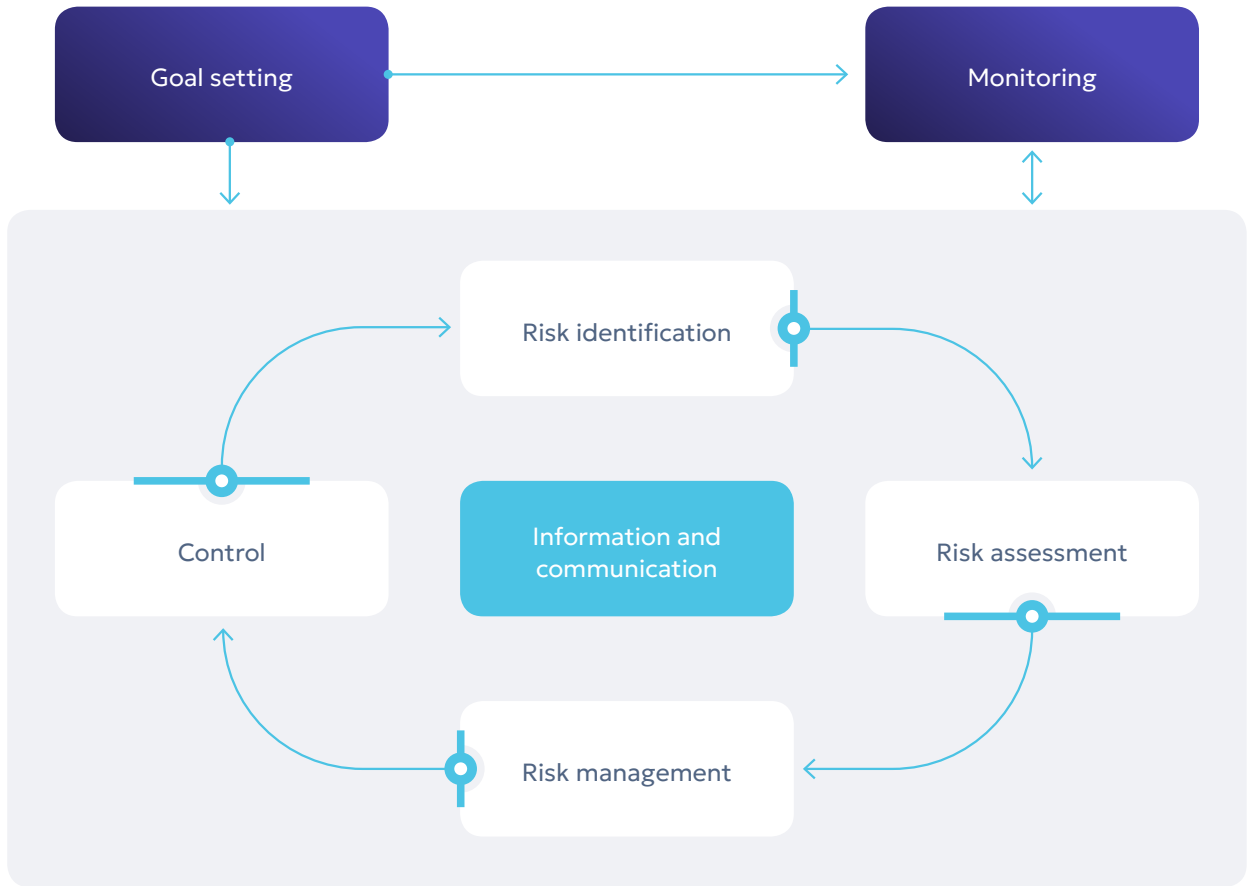 Goal setting
Monitoring
Risk identification
Control
Information and
communication
Risk assessment
Risk management